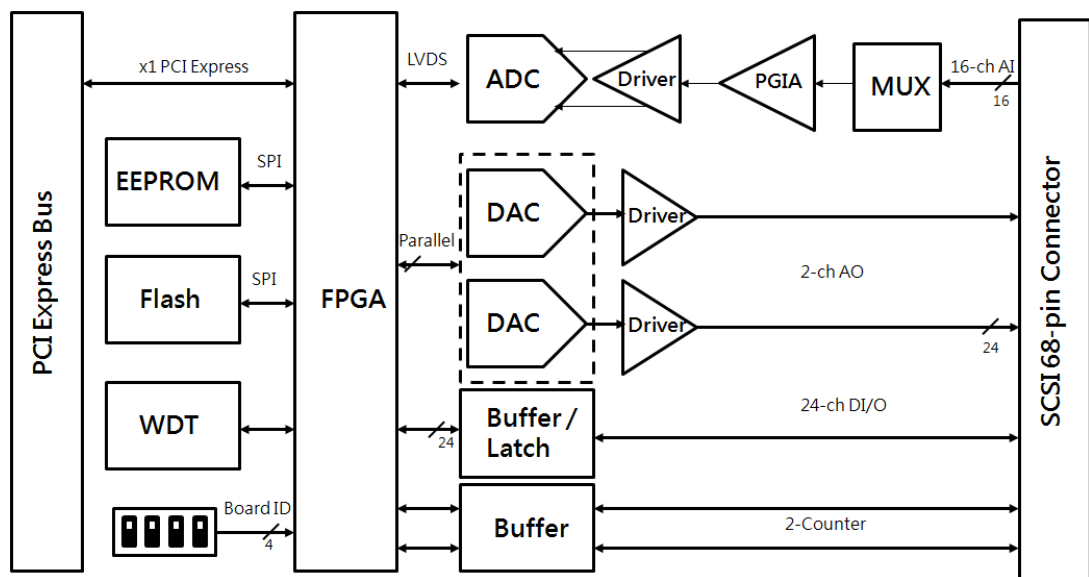 PCI Express Bus
x1 PCI Express
EEPROM
SPI
Flash
SPI
WDT
Board ID
4
FPGA
LVDS
ADC
Driver
PGIA
MUX
16-ch AI
16
Parallel
DAC
Driver
2-ch AO
DAC
Driver
24
24
Buffer /
Latch
24-ch DI/O
Buffer
2-Counter
SCSI 68-pin Connector